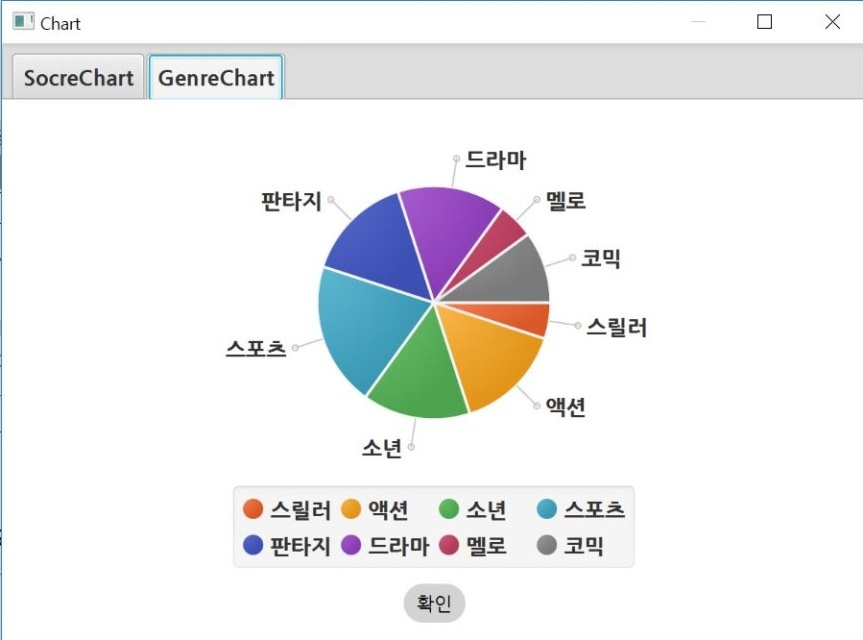 Chart
SocreChart GenreChart
드라마
판타지
멜로
코믹
스릴러
스포츠
액션
소년
스릴러 액션 소년 스포츠
판타지 드라마 멜로 코믹
확인